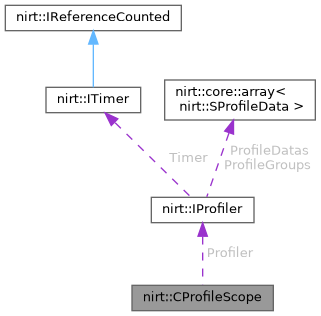 nirt::IReferenceCounted
nirt::ITimer
nirt::core::array<
nirt::SProfileData >
Timer
ProfileDatas
ProfileGroups
nirt::IProfiler
Profiler
nirt::CProfileScope